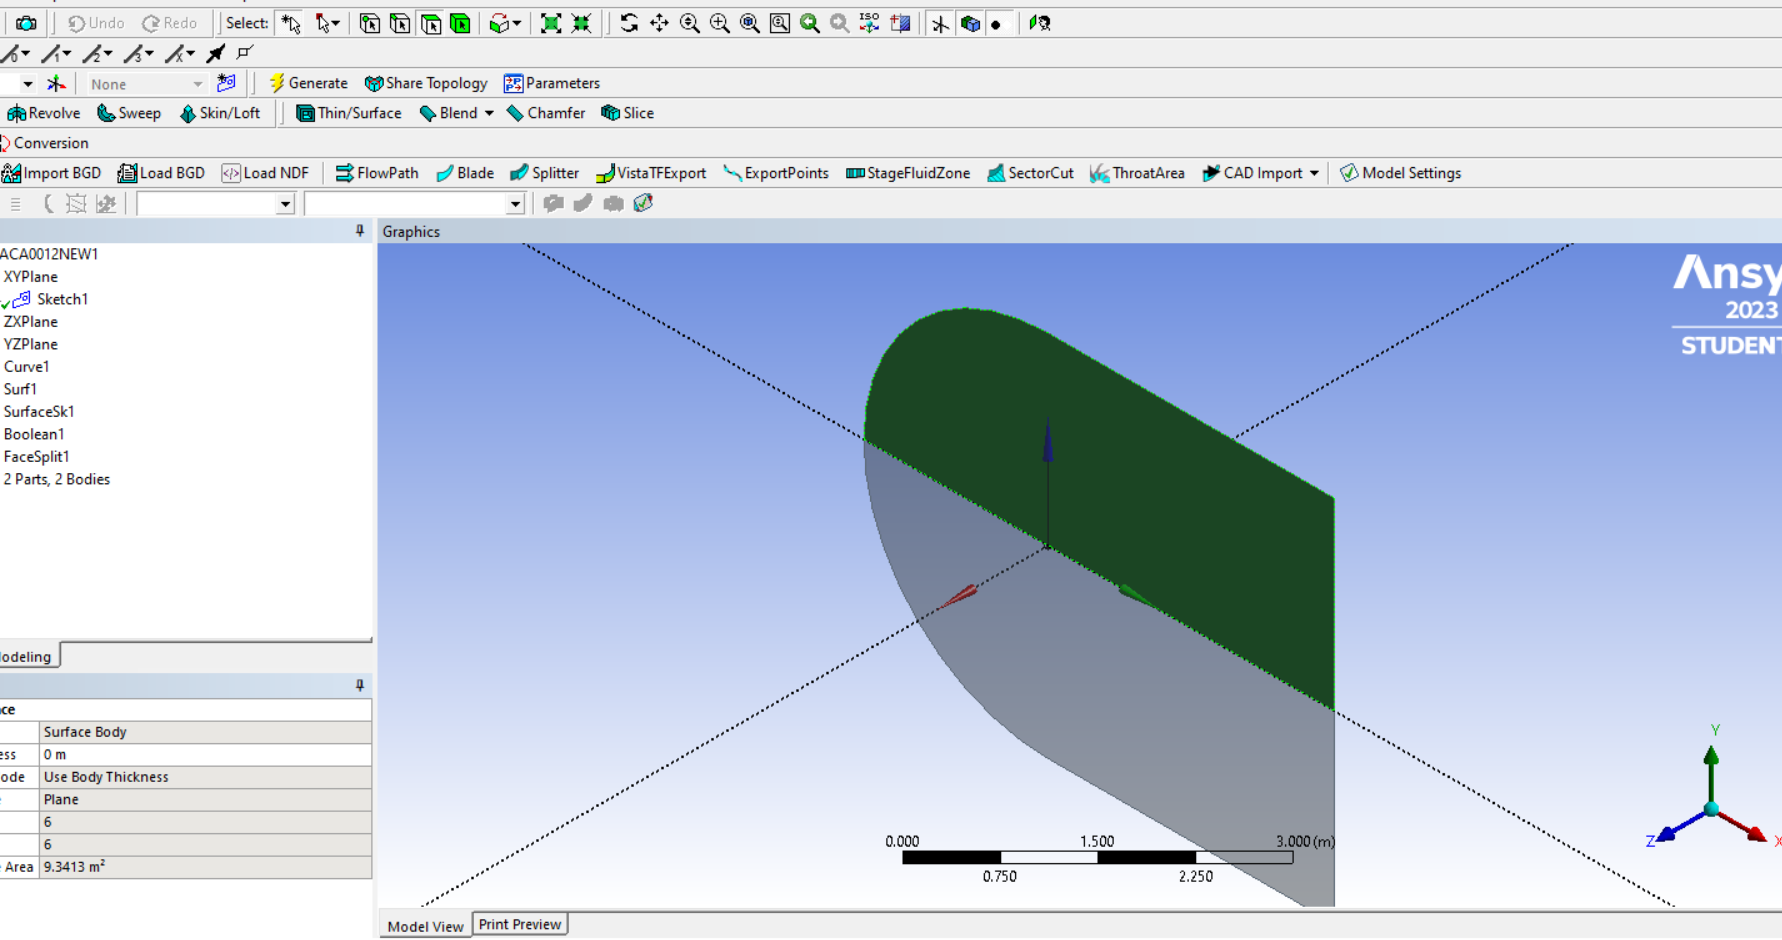 Undo Redo Select: ISO
None Generate Share Topology Parameters
Revolve Sweep Skin/Loft Thin/Surface Blend Chamfer Slice
Conversion
Import BGD Load BGD Load NDF FlowPath Blade Splitter VistaTFExport ExportPoints StageFluidZone SectorCut ThroatArea CAD Import Model Settings
Graphics
ACA0012NEW1
XYPlane
Sketch1
ZXPlane
YZPlane
Curve1
Surf1
SurfaceSk1
Boolean1
FaceSplit1
2 Parts, 2 Bodies
Ansy
2023
STUDENT
odeling
ce
Surface Body
ess 0 m
ode Use Body Thickness
Plane
6
6
Area 9.3413 m²
0.000 1.500 3.000 (m)
0.750 2.250
Y
Z X
Model View Print Preview